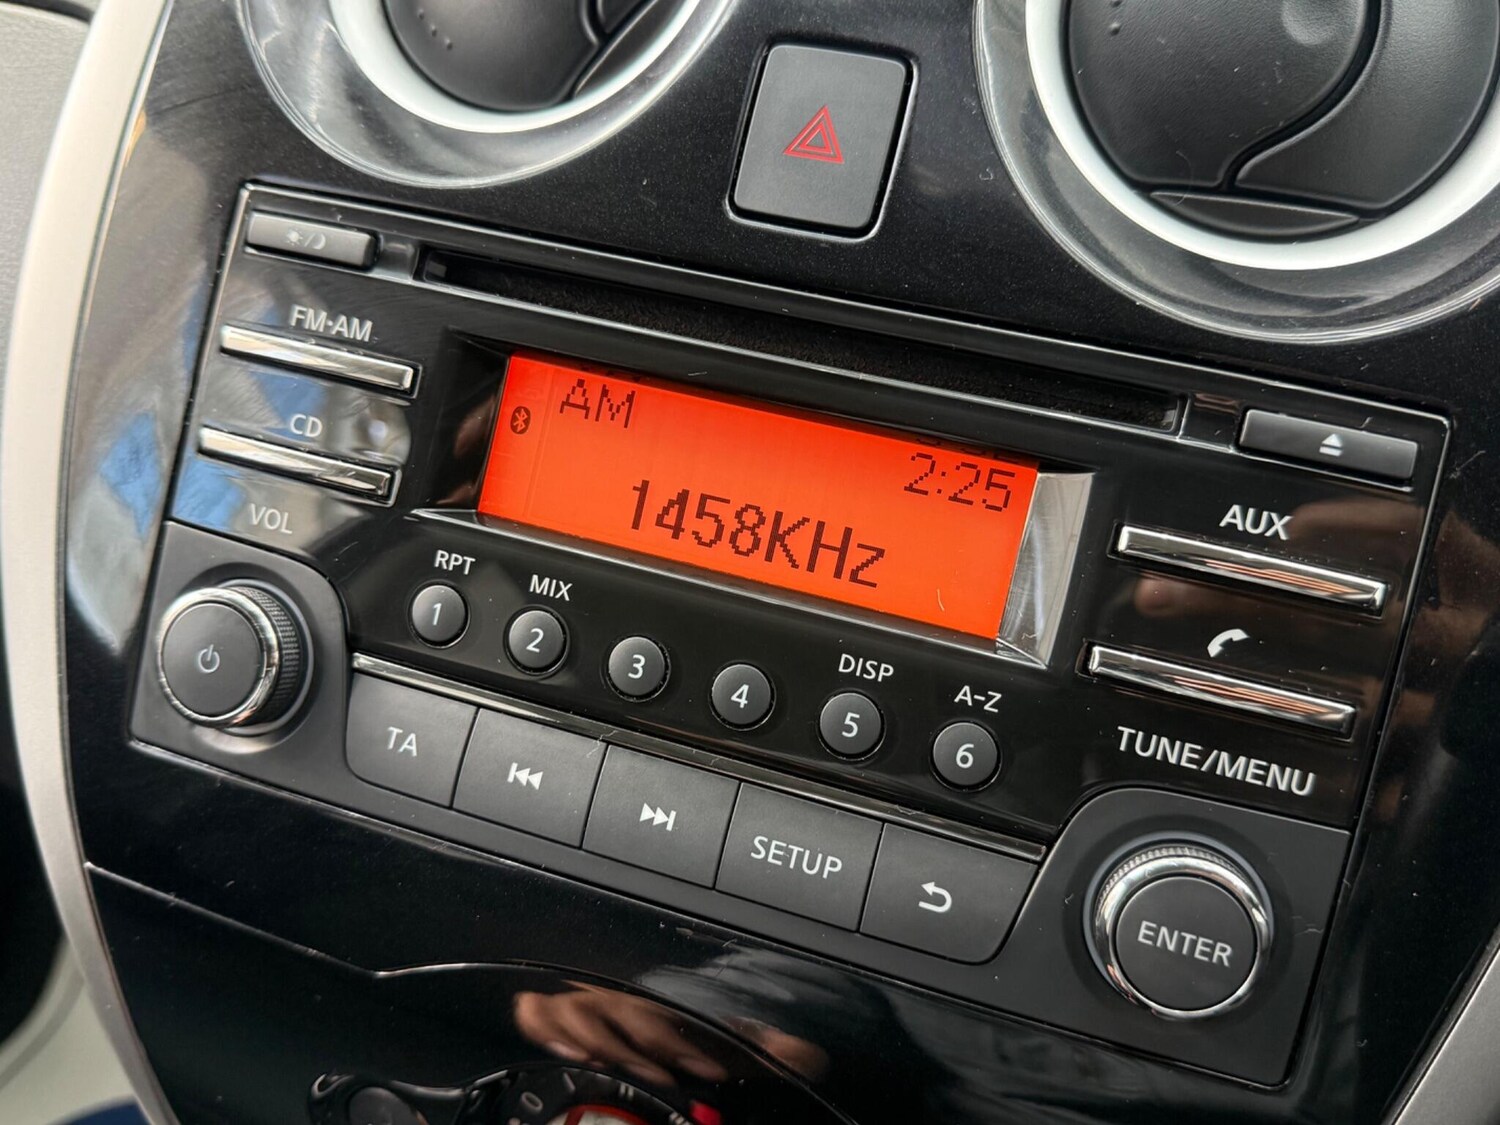 FM·AM
CD
VOL
AM
2:25
1458KHz
AUX
RPT
MIX
DISP
A-Z
1
2
3
4
5
6
TUNE/MENU
TA
SETUP
ENTER